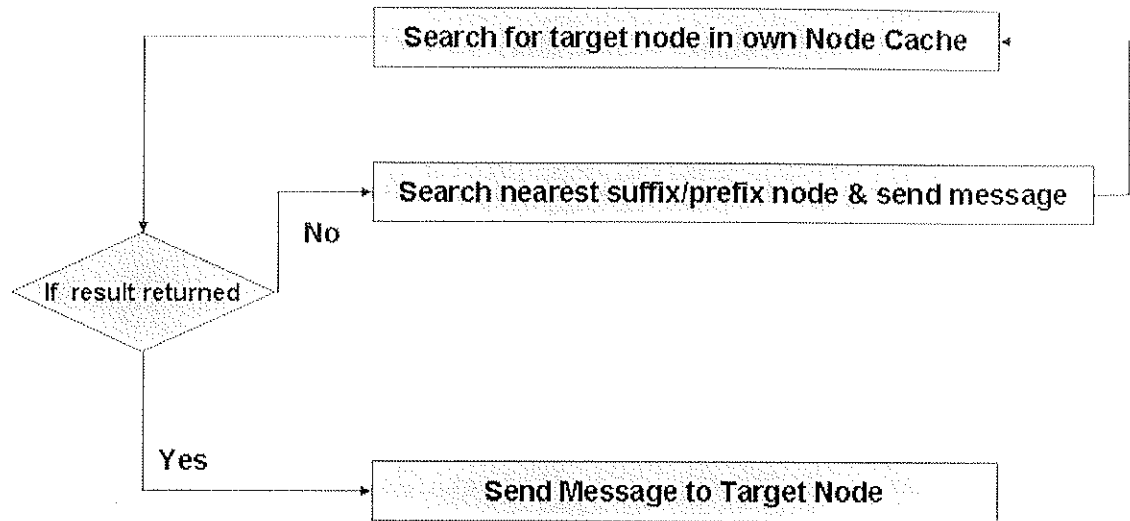 Search for target node in own Node Cache
Search nearest suffix/prefix node & send message
No
If result returned
Yes
Send Message to Target Node